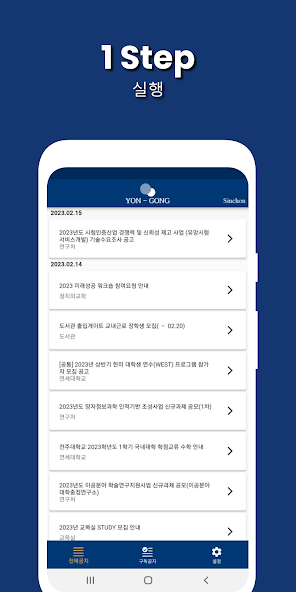 1 Step
실행
YON - GONG
Sinchon
2023.02.15
2023년도 시험인증산업 경쟁력 및 신뢰성 제고 사업 (유망시험
서비스개발) 기술수요조사 공고
연구처
2023.02.14
2023 미래성공 워크숍 참여요청 안내
정치외교학
도서관 출입게이트 교내근로 장학생 모집( ~ 02.20)
도서관
[공통] 2023년 상반기 한미 대학생 연수(WEST) 프로그램 참가
자 모집 공고
연세대학교
2023년도 양자정보과학 인적기반 조성사업 신규과제 공모(1차)
연구처
전주대학교 2023학년도 1학기 국내대학 학점교류 수학 안내
연세대학교
2023년도 이공분야 학술연구지원사업 신규과제 공모(이공분야
대학중점연구소)
연구처
2023년 교목실 STUDY 모집 안내
교목실
전체공지
구독공지
설정